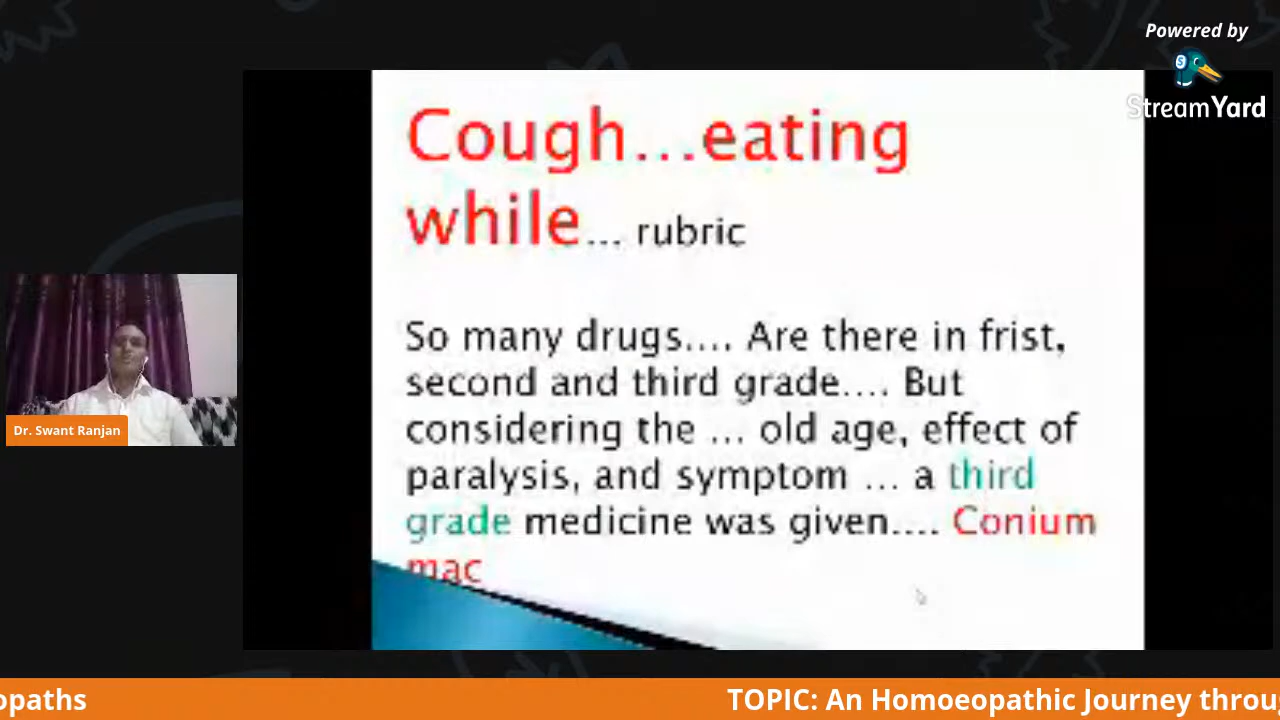 Powered by
StreamYard
Cough...eating
while... rubric
So many drugs.... Are there in frist,
second and third grade.... But
considering the ... old age, effect of
paralysis, and symptom ... a third
grade medicine was given.... Conium
mac
Dr. Swant Ranjan
opaths
TOPIC: An Homoeopathic Journey throu